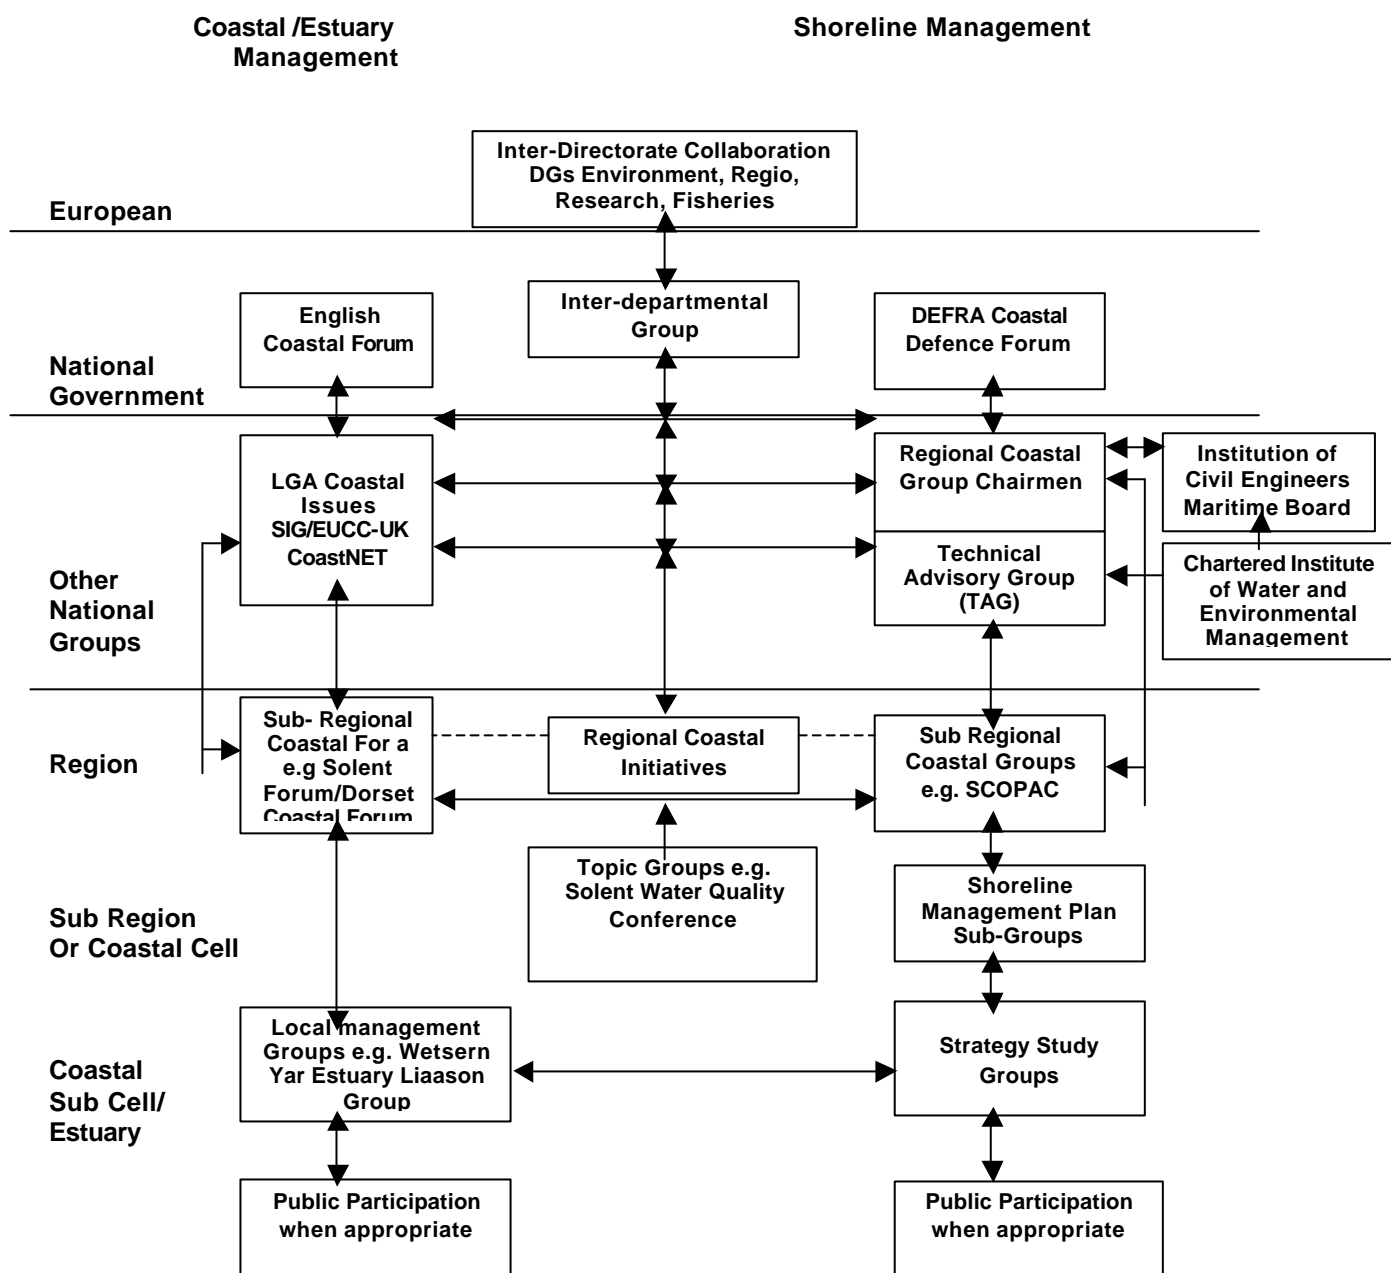 Coastal /Estuary
Management
Shoreline Management
Inter-Directorate Collaboration
DGs Environment, Regio,
Research, Fisheries
European
English
Coastal Forum
Inter-departmental
Group
DEFRA Coastal
Defence Forum
National
Government
LGA Coastal
Issues
SIG/EUCC-UK
CoastNET
Regional Coastal
Group Chairmen
Institution of
Civil Engineers
Maritime Board
Technical
Advisory Group
(TAG)
Chartered Institute
of Water and
Environmental
Management
Other
National
Groups
Sub- Regional
Coastal For a
e.g Solent
Forum/Dorset
Coastal Forum
Regional Coastal
Initiatives
Sub Regional
Coastal Groups
e.g. SCOPAC
Region
Topic Groups e.g.
Solent Water Quality
Conference
Shoreline
Management Plan
Sub-Groups
Sub Region
Or Coastal Cell
Local management
Groups e.g. Wetsern
Yar Estuary Liaason
Group
Strategy Study
Groups
Coastal
Sub Cell/
Estuary
Public Participation
when appropriate
Public Participation
when appropriate